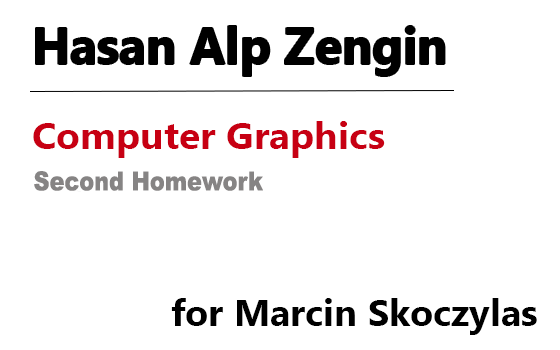 Hasan Alp Zengin
Computer Graphics
Second Homework
for Marcin Skoczylas